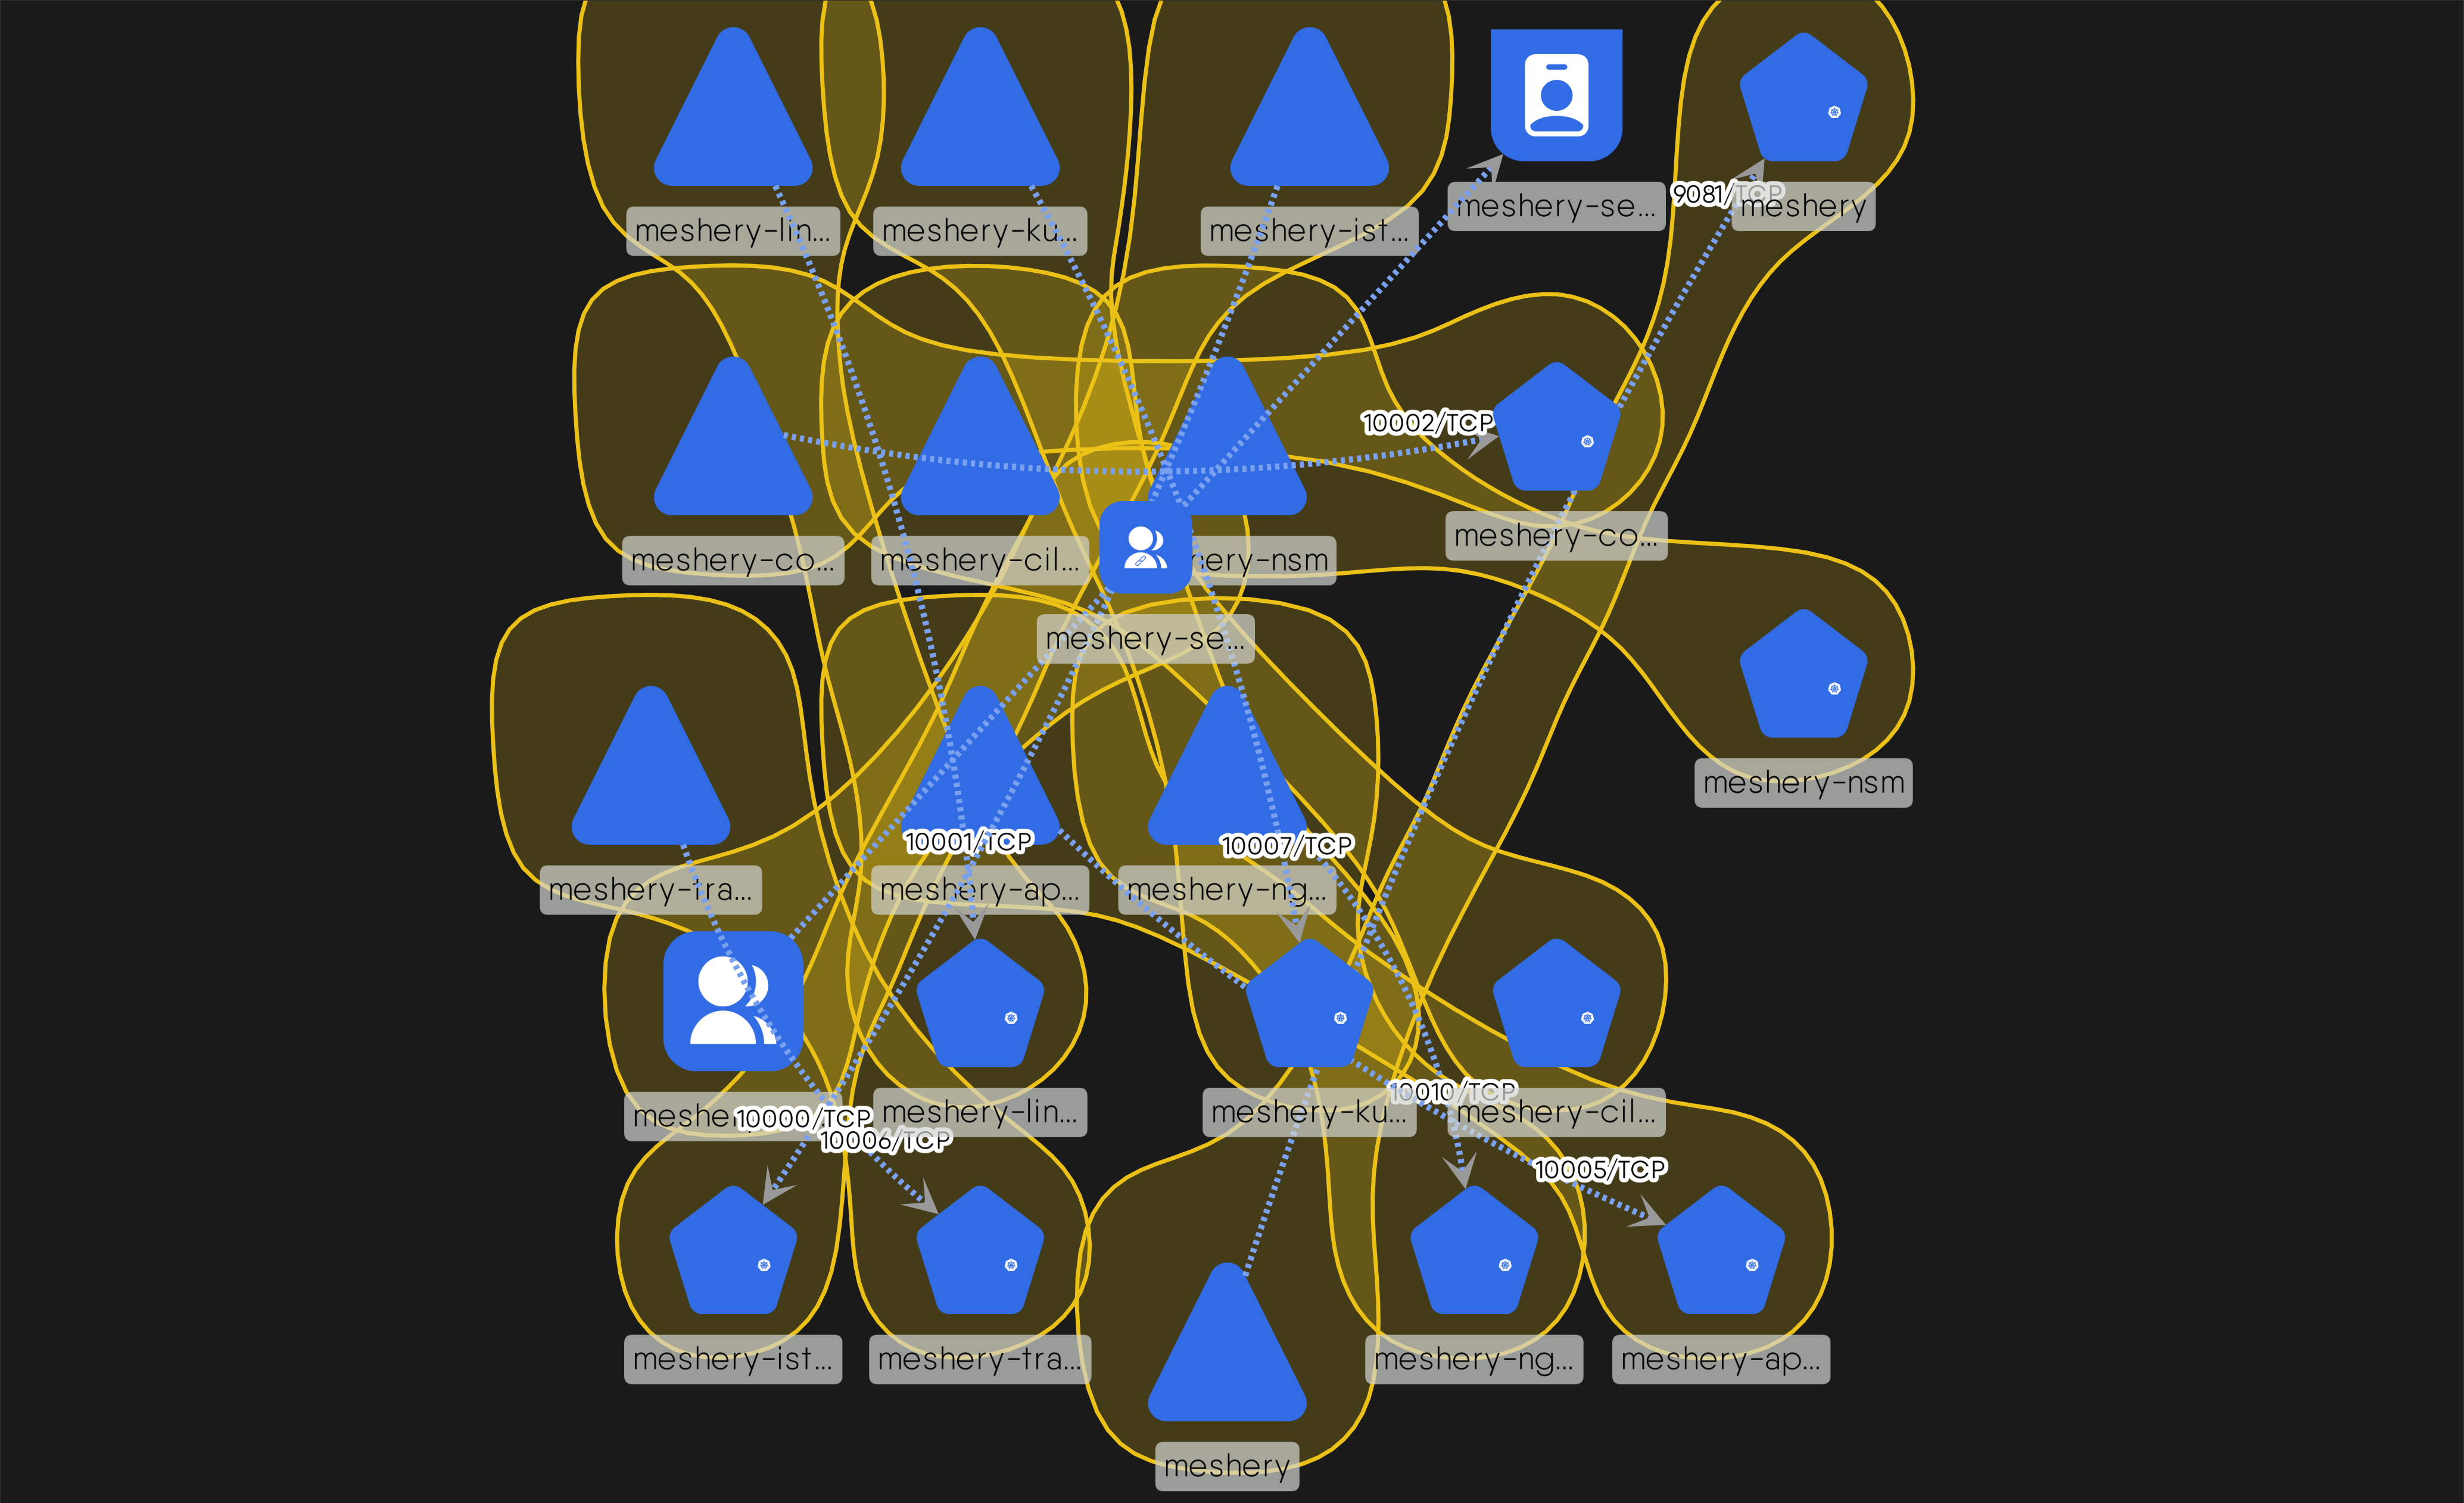 meshery-lin...
meshery-ku...
meshery-ist...
meshery-se...
9081/TCP
meshery
10002/TCP
meshery-co...
meshery-cil...
ery-nsm
meshery-co...
meshery-se...
meshery-nsm
10001/TCP
10007/TCP
meshery-tra...
meshery-ap...
meshery-ng...
10010/TCP
meshery-lin...
meshery-ku...
meshery-cil...
10000/TCP
10006/TCP
10005/TCP
meshery-ist...
meshery-tra...
meshery-ng...
meshery-ap...
meshery